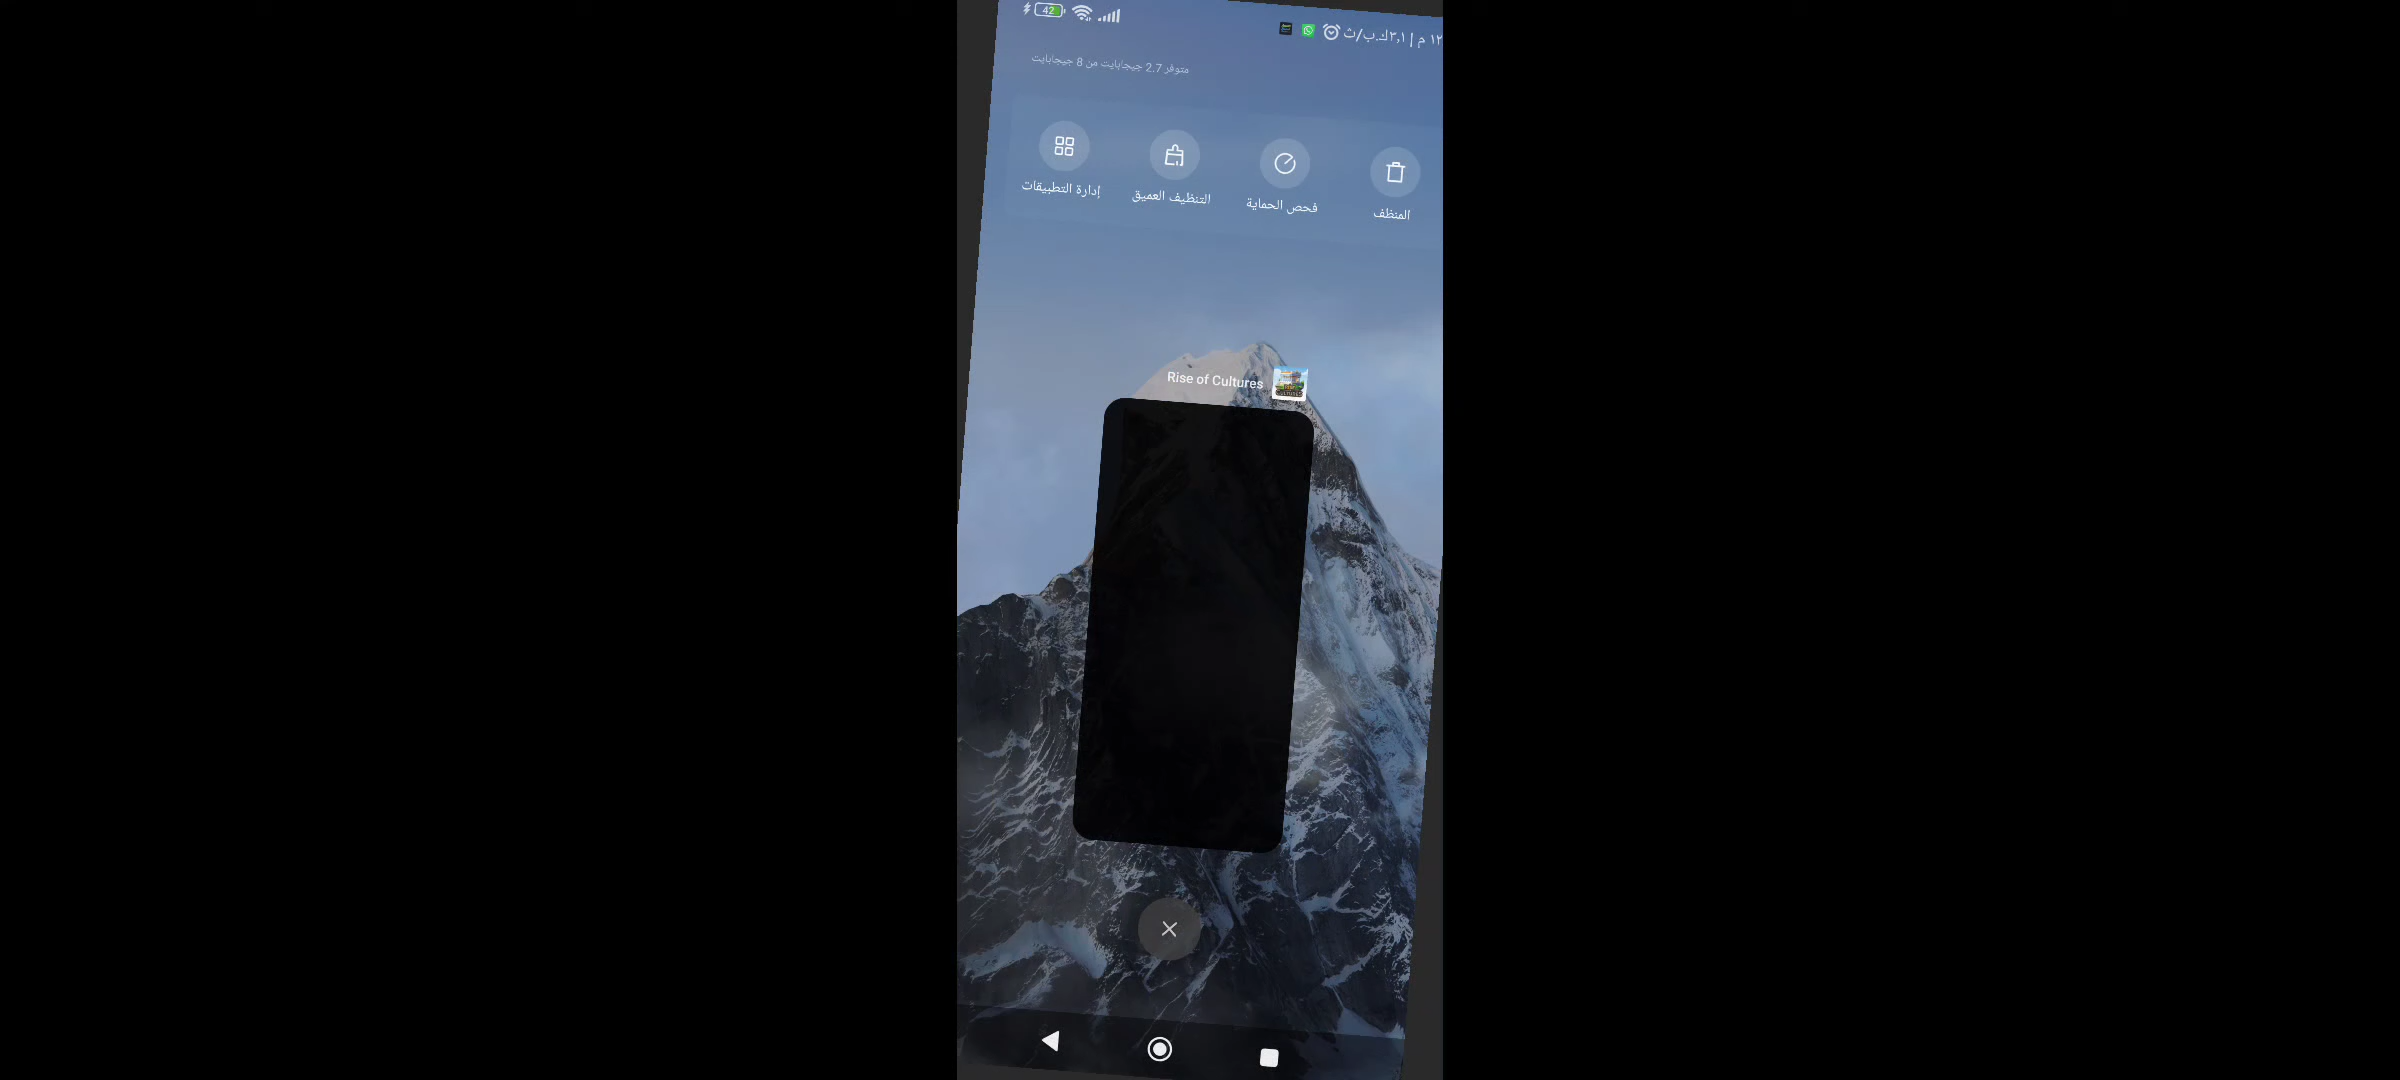 42
١٢ م | ٣,١ك.ب/ث
متوفر 2.7 جيجابايت من 8 جيجابايت
إدارة التطبيقات
التنظيف العميق
فحص الحماية
المنظف
Rise of Cultures